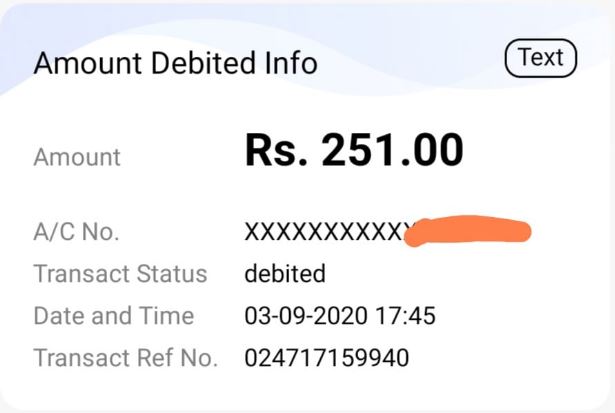 Amount Debited Info
Text
Amount Rs. 251.00
A/C No. XXXXXXXXXXX
Transact Status debited
Date and Time 03-09-2020 17:45
Transact Ref No. 024717159940